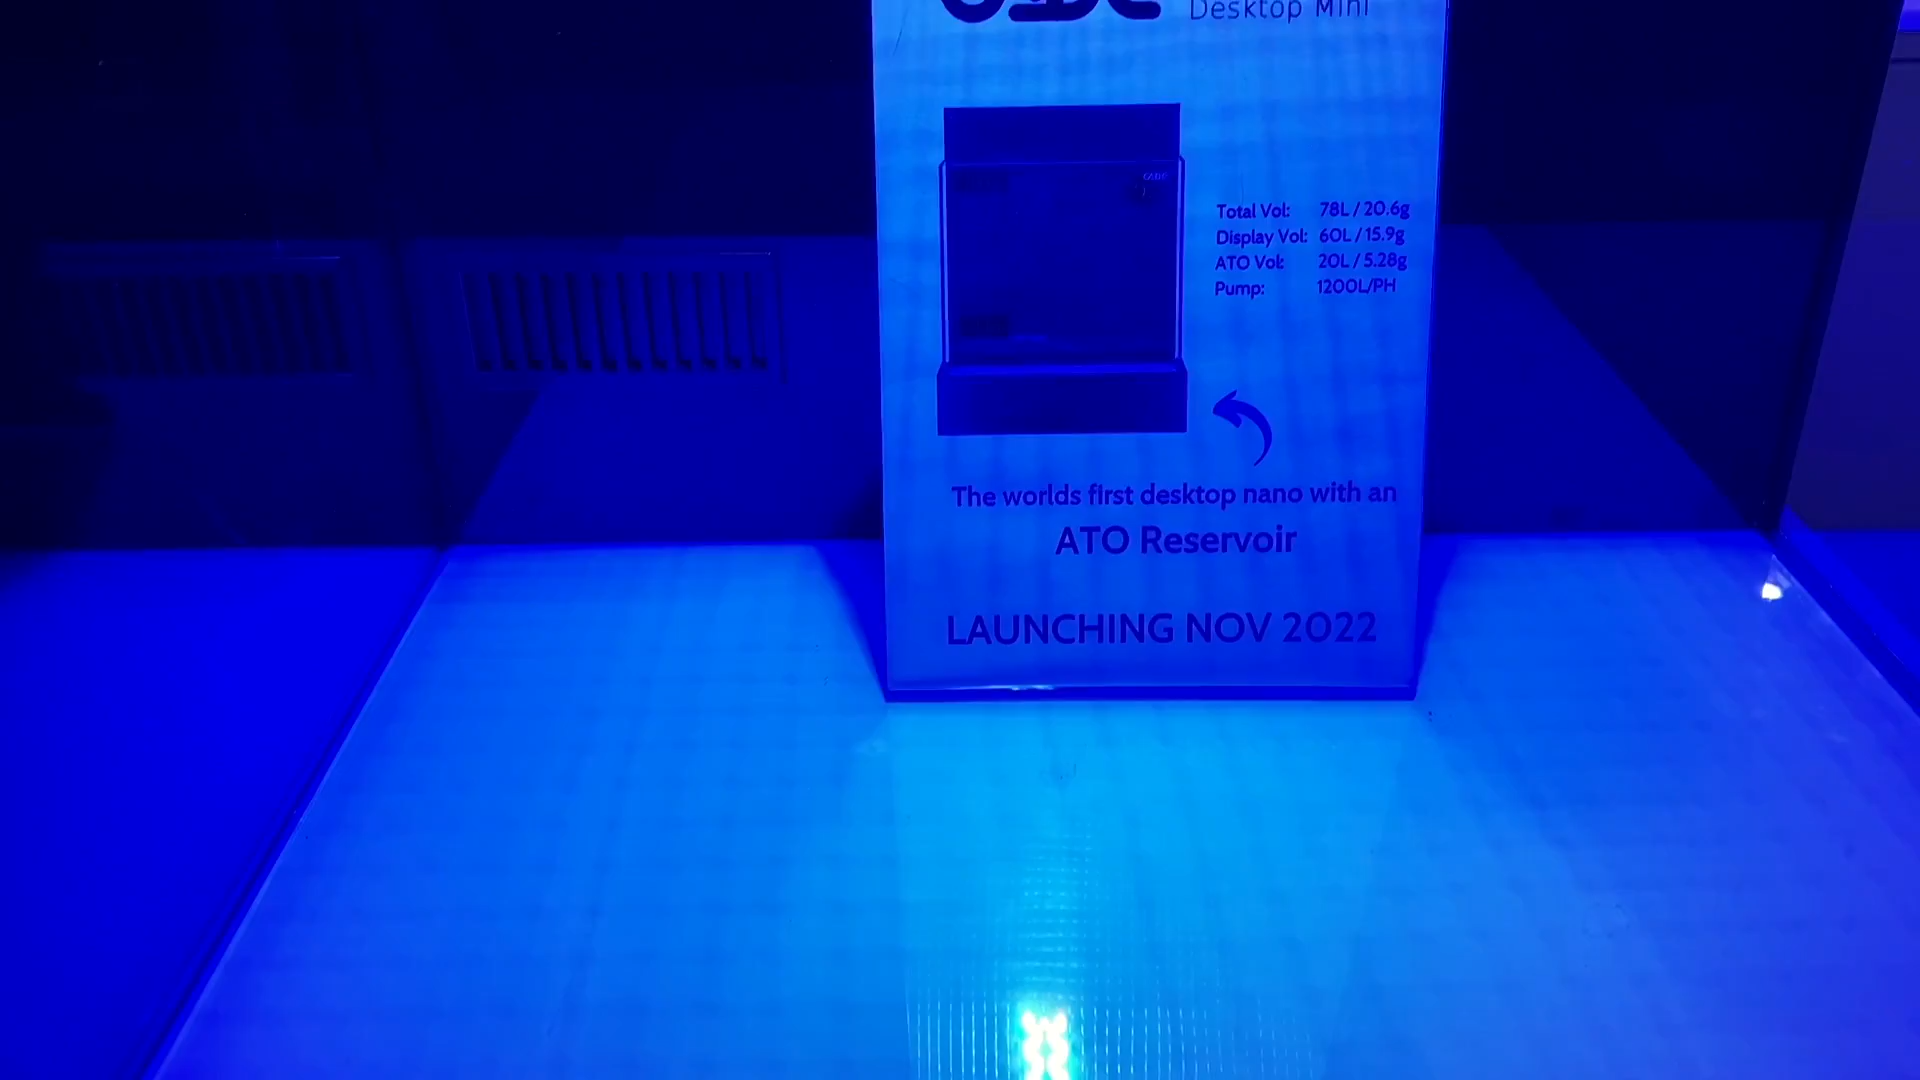 Desktop Mini
Total Vol: 78L / 20.6g
Display Vol: 60L / 15.9g
ATO Vol: 20L / 5.28g
Pump: 1200L/PH
The worlds first desktop nano with an
ATO Reservoir
LAUNCHING NOV 2022